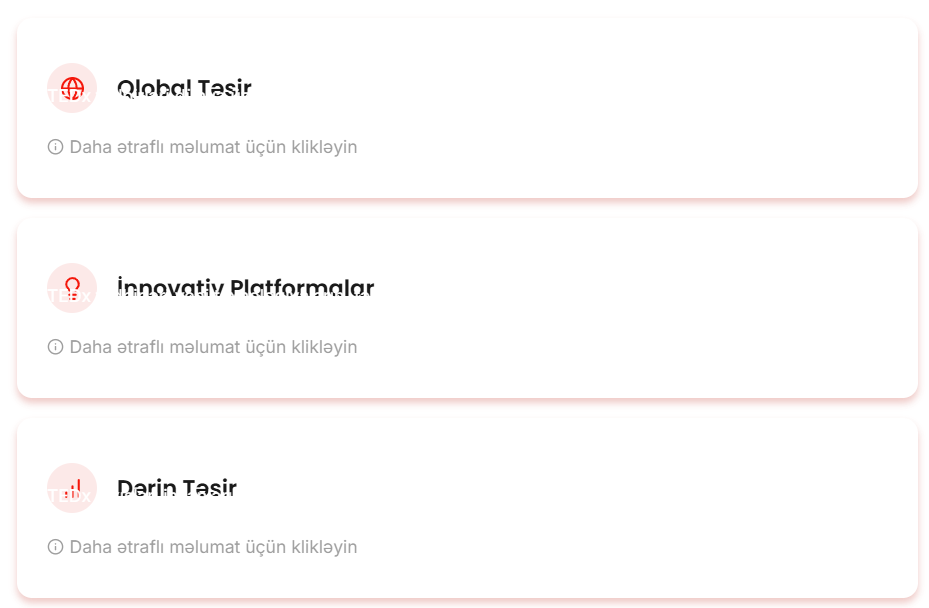 Qlobal Təsir
TEDx
Daha ətraflı məlumat üçün klikləyin
İnnovativ Platformalar
TEDx
Daha ətraflı məlumat üçün klikləyin
Dərin Təsir
TEDx
Daha ətraflı məlumat üçün klikləyin